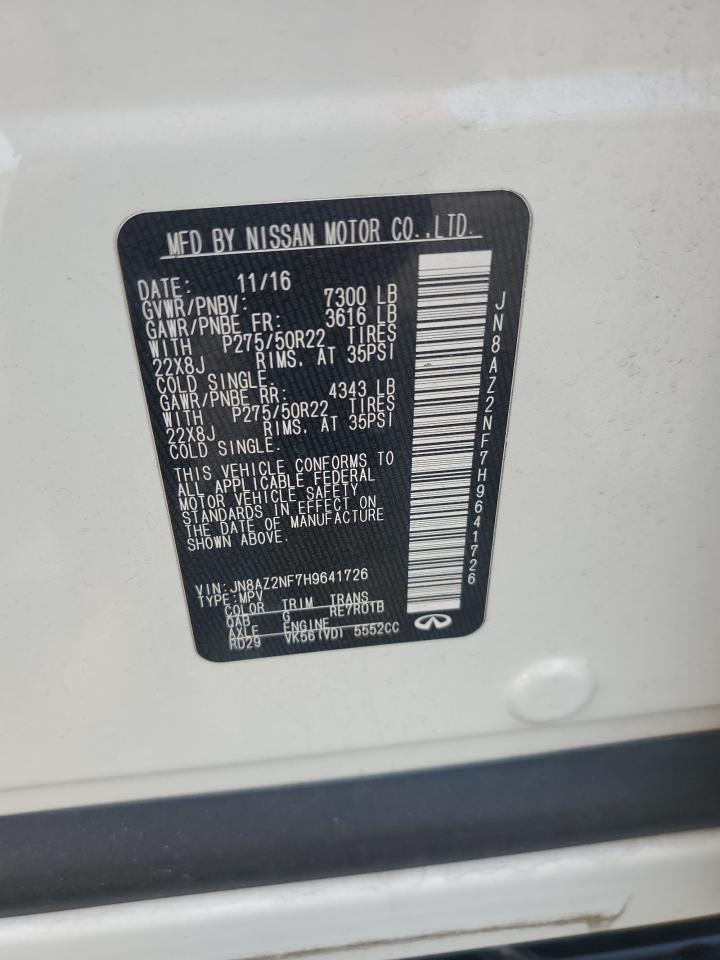 MFD BY NISSAN MOTOR CO.,LTD.
DATE: 11/16
GVWR/PNBV: 7300 LB
GAWR/PNBE FR: 3616 LB
WITH P275/50R22 TIRES
22X8J RIMS, AT 35PSI
COLD SINGLE.
GAWR/PNBE RR: 4343 LB
WITH P275/50R22 TIRES
22X8J RIMS, AT 35PSI
COLD SINGLE.
THIS VEHICLE CONFORMS TO
ALL APPLICABLE FEDERAL
MOTOR VEHICLE SAFETY
STANDARDS IN EFFECT ON
THE DATE OF MANUFACTURE
SHOWN ABOVE.
VIN:JN8AZ2NF7H9641726
TYPE:MPV
COLOR TRIM TRANS
QAB G RE7R01B
AXLE ENGINE
RD29 VK56(VD) 5552CC
JN8AZ2NF7H9641726